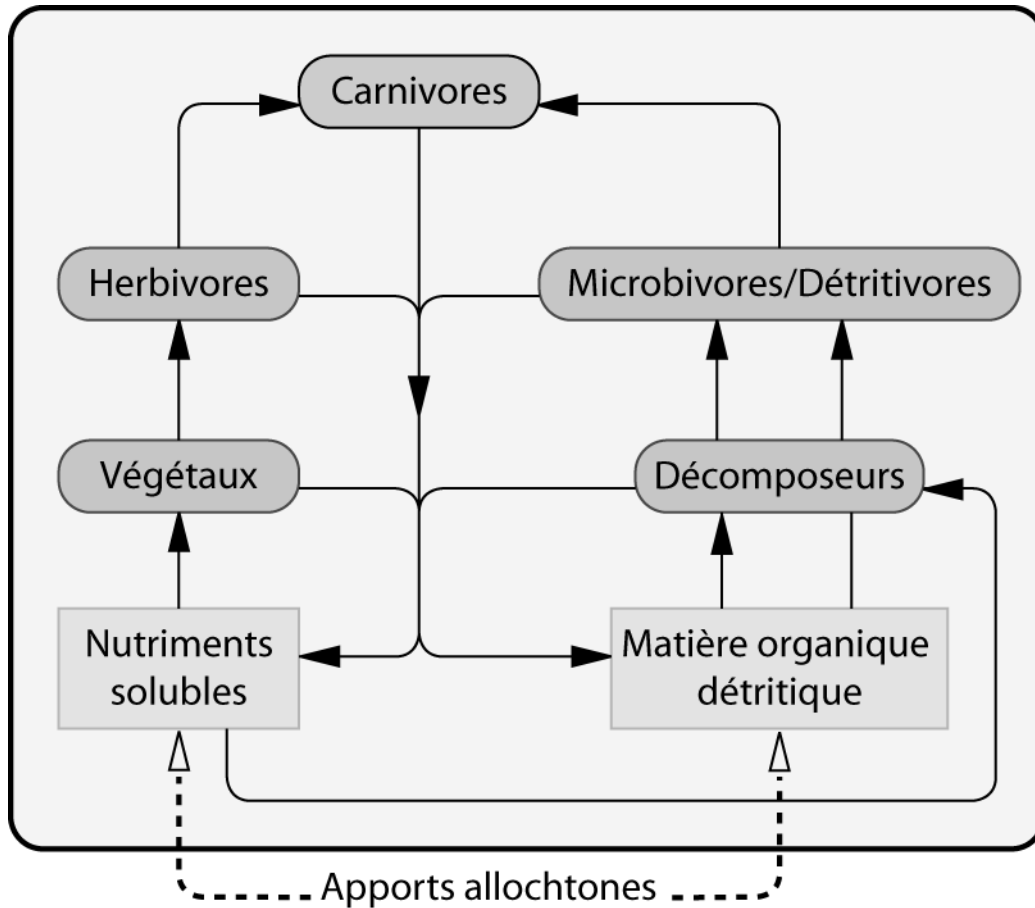 Carnivores
Herbivores
Microbivores/Détritivores
Végétaux
Décomposeurs
Nutriments
solubles
Matière organique
détritique
Apports allochtones